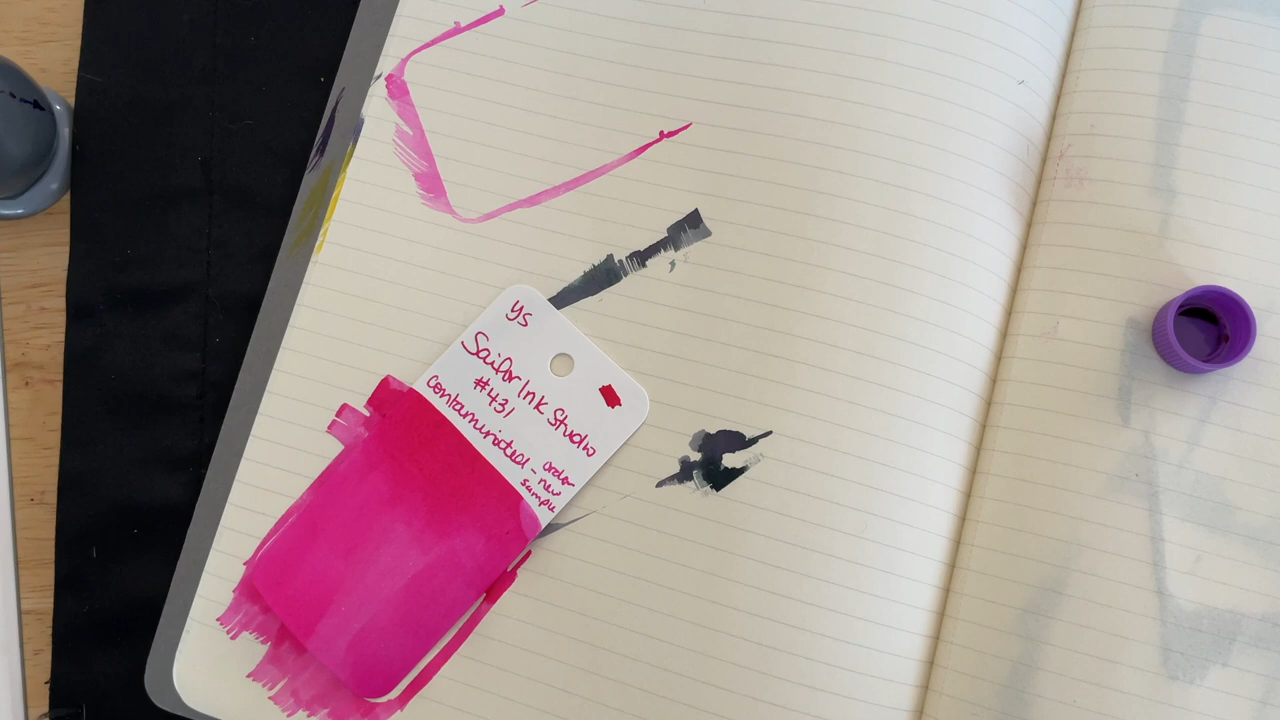 YS
Sailor Ink Studio
#431
contaminated - order
new
sample